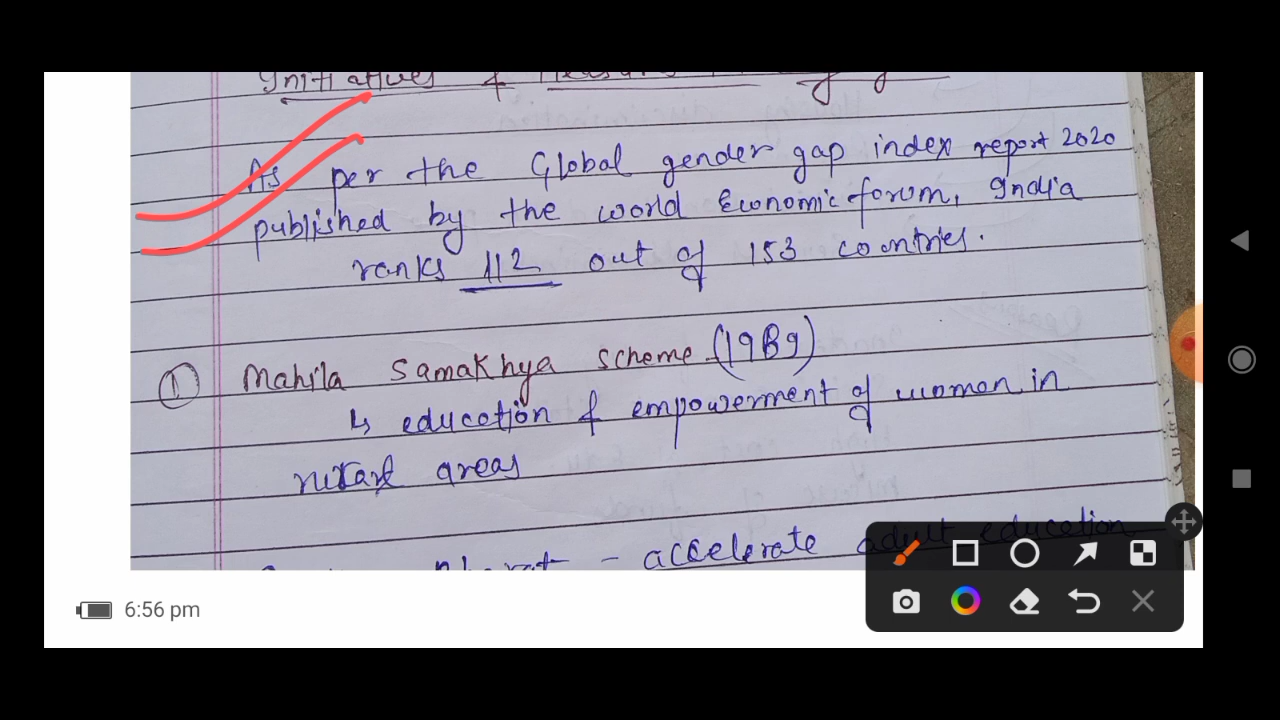 Initiatives &
As per the Global gender gap index report 2020
published by the world Economic forum, India
ranks 112 out of 153 countries.
① Mahila Samakhya scheme (1989)
↳ education & empowerment of women in
areas
Bharat - accelerate adult education
6:56 pm